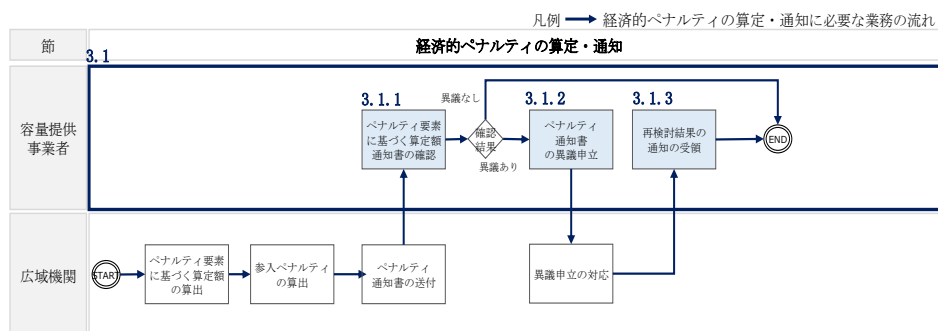 凡例 経済的ペナルティの算定・通知に必要な業務の流れ
節
経済的ペナルティの算定・通知
3.1
容量提供
事業者
3.1.1
ペナルティ要素
に基づく算定額
通知書の確認
異議なし
確認
結果
異議あり
3.1.2
ペナルティ
通知書
の異議申立
3.1.3
再検討結果の
通知の受領
END
広域機関
START
ペナルティ要素
に基づく算定額
の算出
参入ペナルティ
の算出
ペナルティ
通知書の送付
異議申立の対応